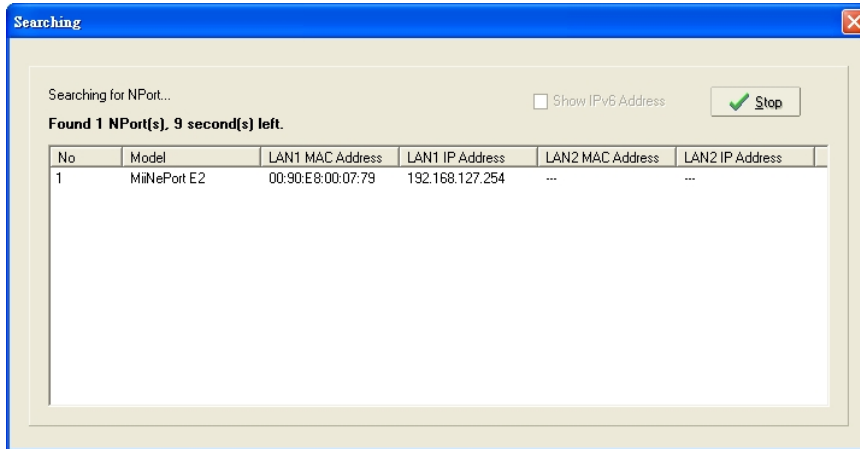 Searching
Searching for NPort...
Show IPv6 Address
Stop
Found 1 NPort(s), 9 second(s) left.
No Model LAN1 MAC Address LAN1 IP Address LAN2 MAC Address LAN2 IP Address
1 MiiNePort E2 00:90:E8:00:07:79 192.168.127.254 --- ---